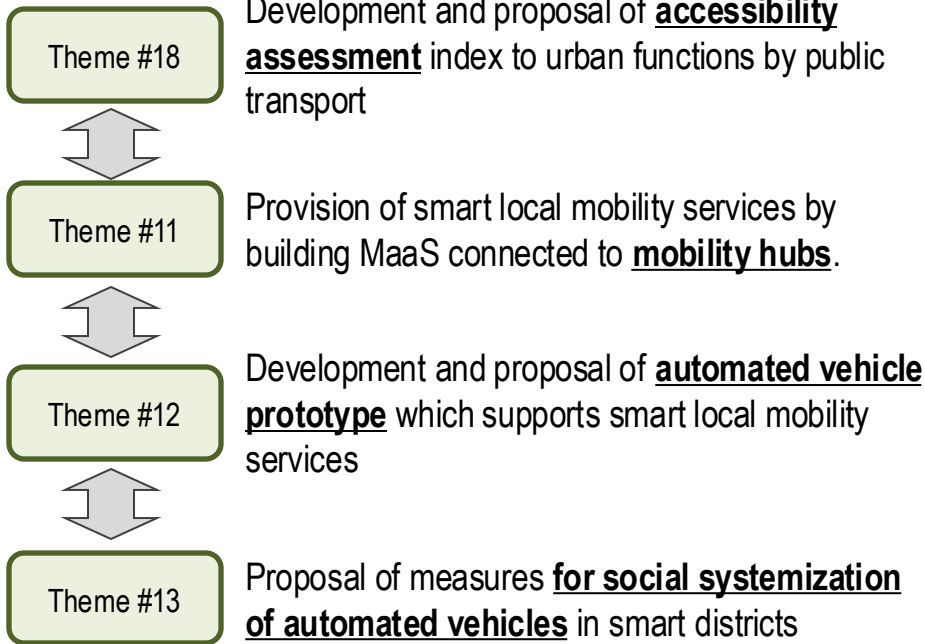 Development and proposal of accessibility
Theme #18
assessment index to urban functions by public
transport
Provision of smart local mobility services by
Theme #11
building MaaS connected to mobility hubs.
Development and proposal of automated vehicle
Theme #12
prototype which supports smart local mobility
services
Proposal of measures for social systemization
Theme #13
of automated vehicles in smart districts